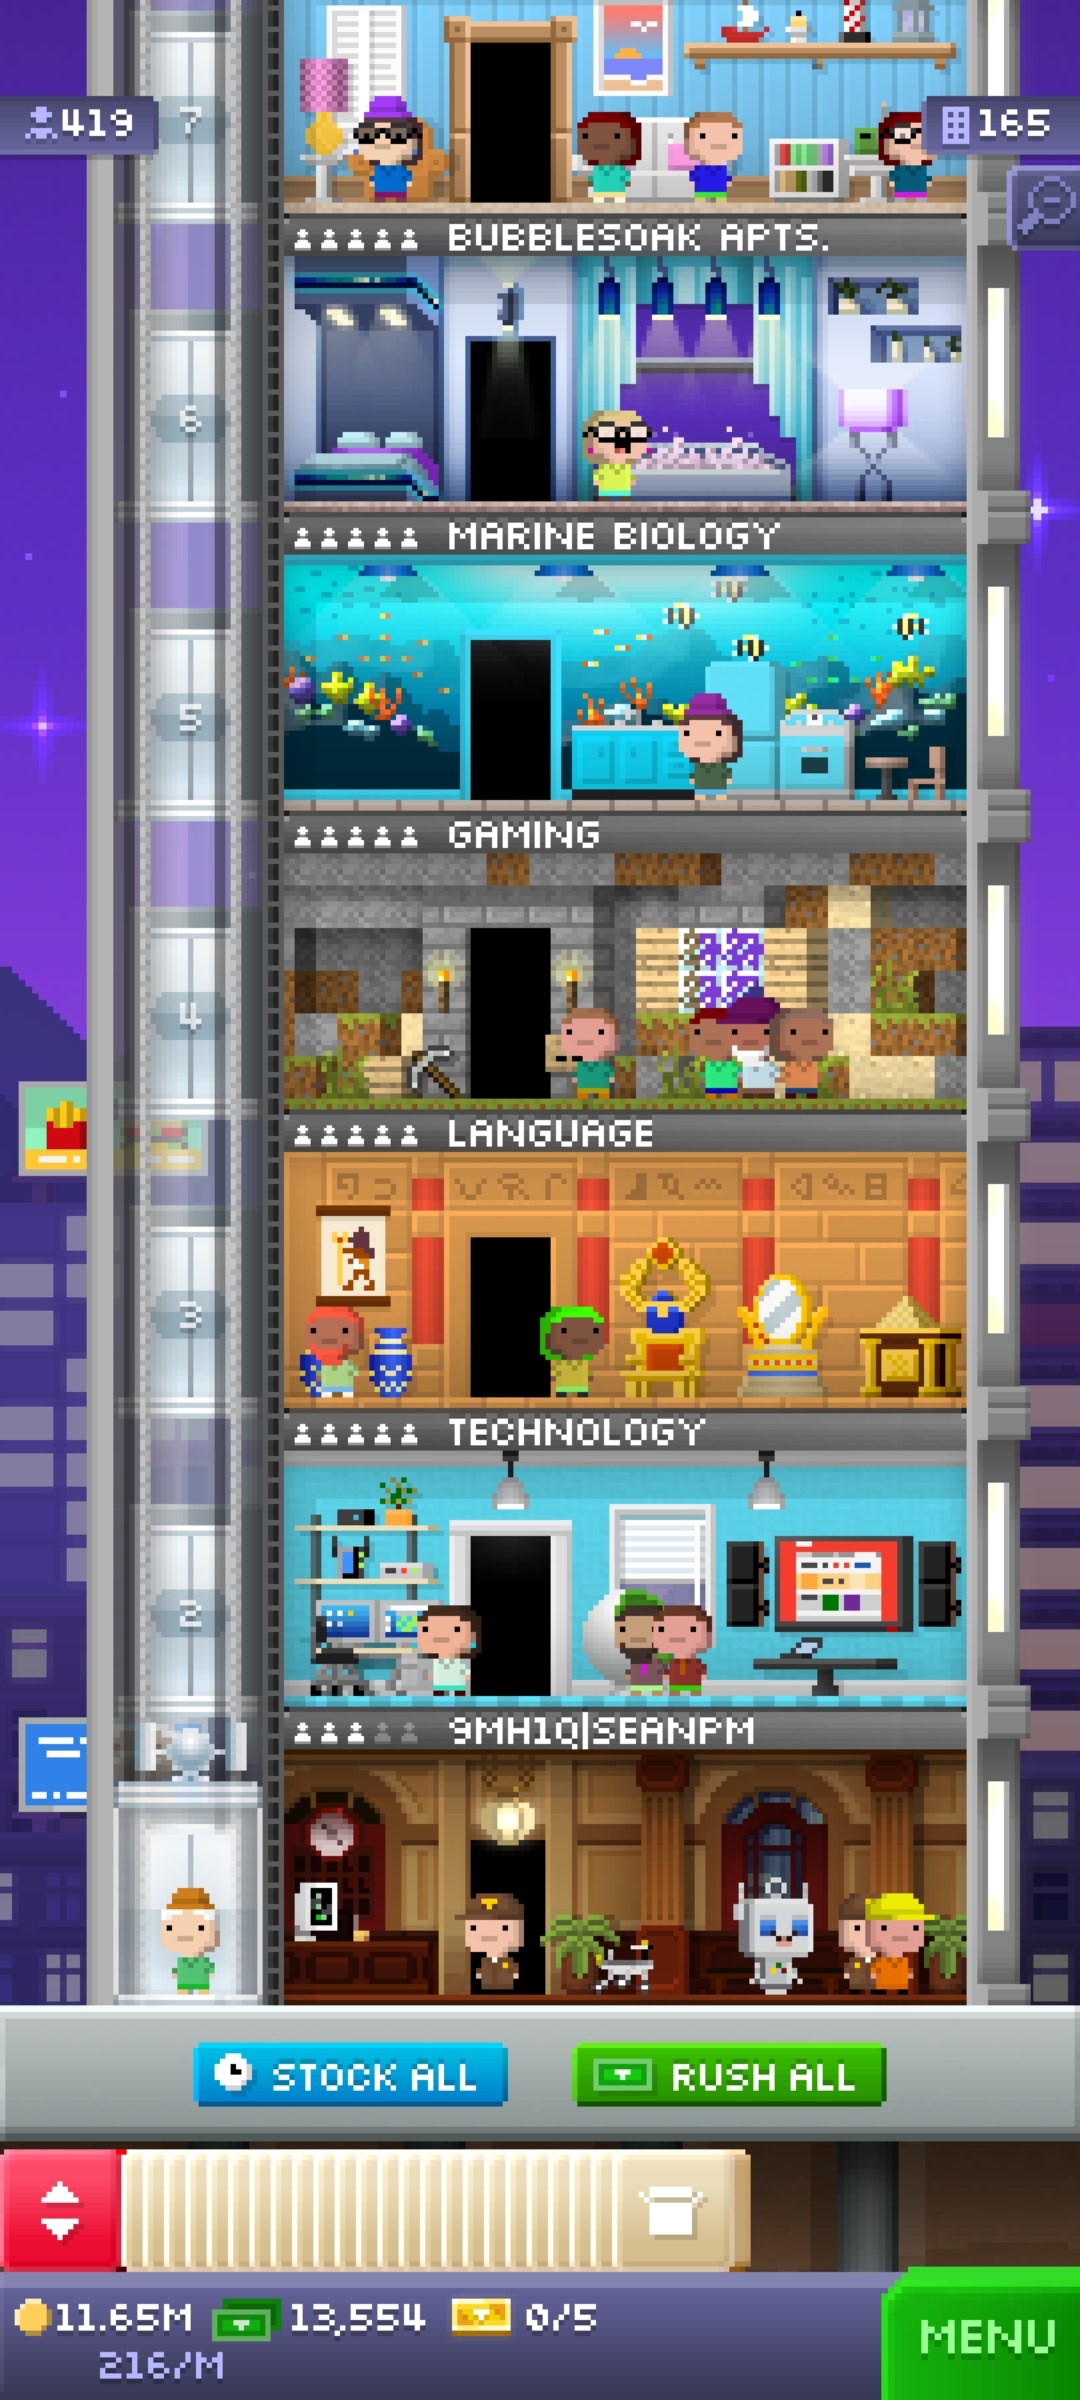 7
419
165
BUBBLESOAK APTS.
6
MARINE BIOLOGY
5
GAMING
4
LANGUAGE
3
TECHNOLOGY
2
9MH1Q|SEANPM
STOCK ALL
RUSH ALL
11.65M
13,554
0/5
216/M
MENU